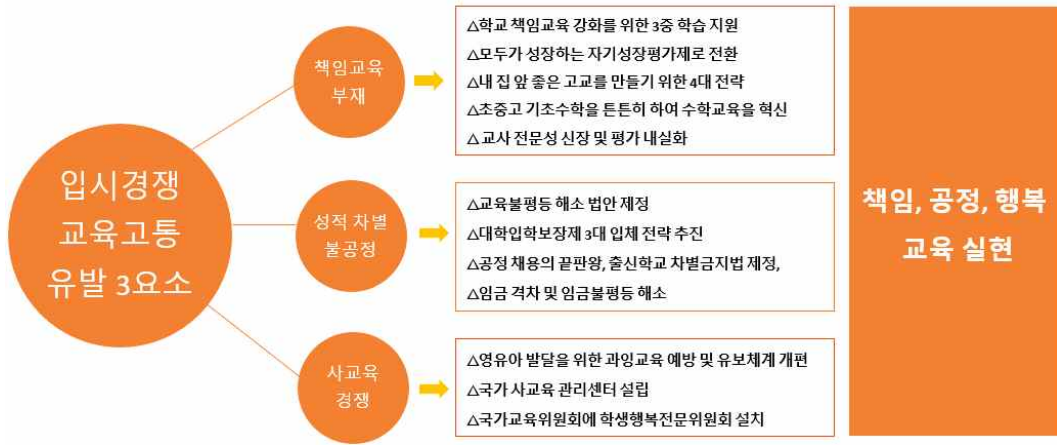 입시경쟁
교육고통
유발 3요소
책임교육
부재
△학교 책임교육 강화를 위한 3중 학습 지원
△모두가 성장하는 자기성장평가제로 전환
△내 집 앞 좋은 고교를 만들기 위한 4대 전략
△초중고 기초수학을 튼튼히 하여 수학교육을 혁신
△ 교사 전문성 신장 및 평가 내실화
성적 차별
불공정
△교육불평등 해소 법안 제정
△대학입학보장제 3대 입체 전략 추진
△공정 채용의 끝판왕, 출신학교 차별금지법 제정,
△임금 격차 및 임금불평등 해소
사교육
경쟁
△영유아 발달을 위한 과잉교육 예방 및 유보체계 개편
△국가 사교육 관리센터 설립
△국가교육위원회에 학생행복전문위원회 설치
책임, 공정, 행복
교육 실현